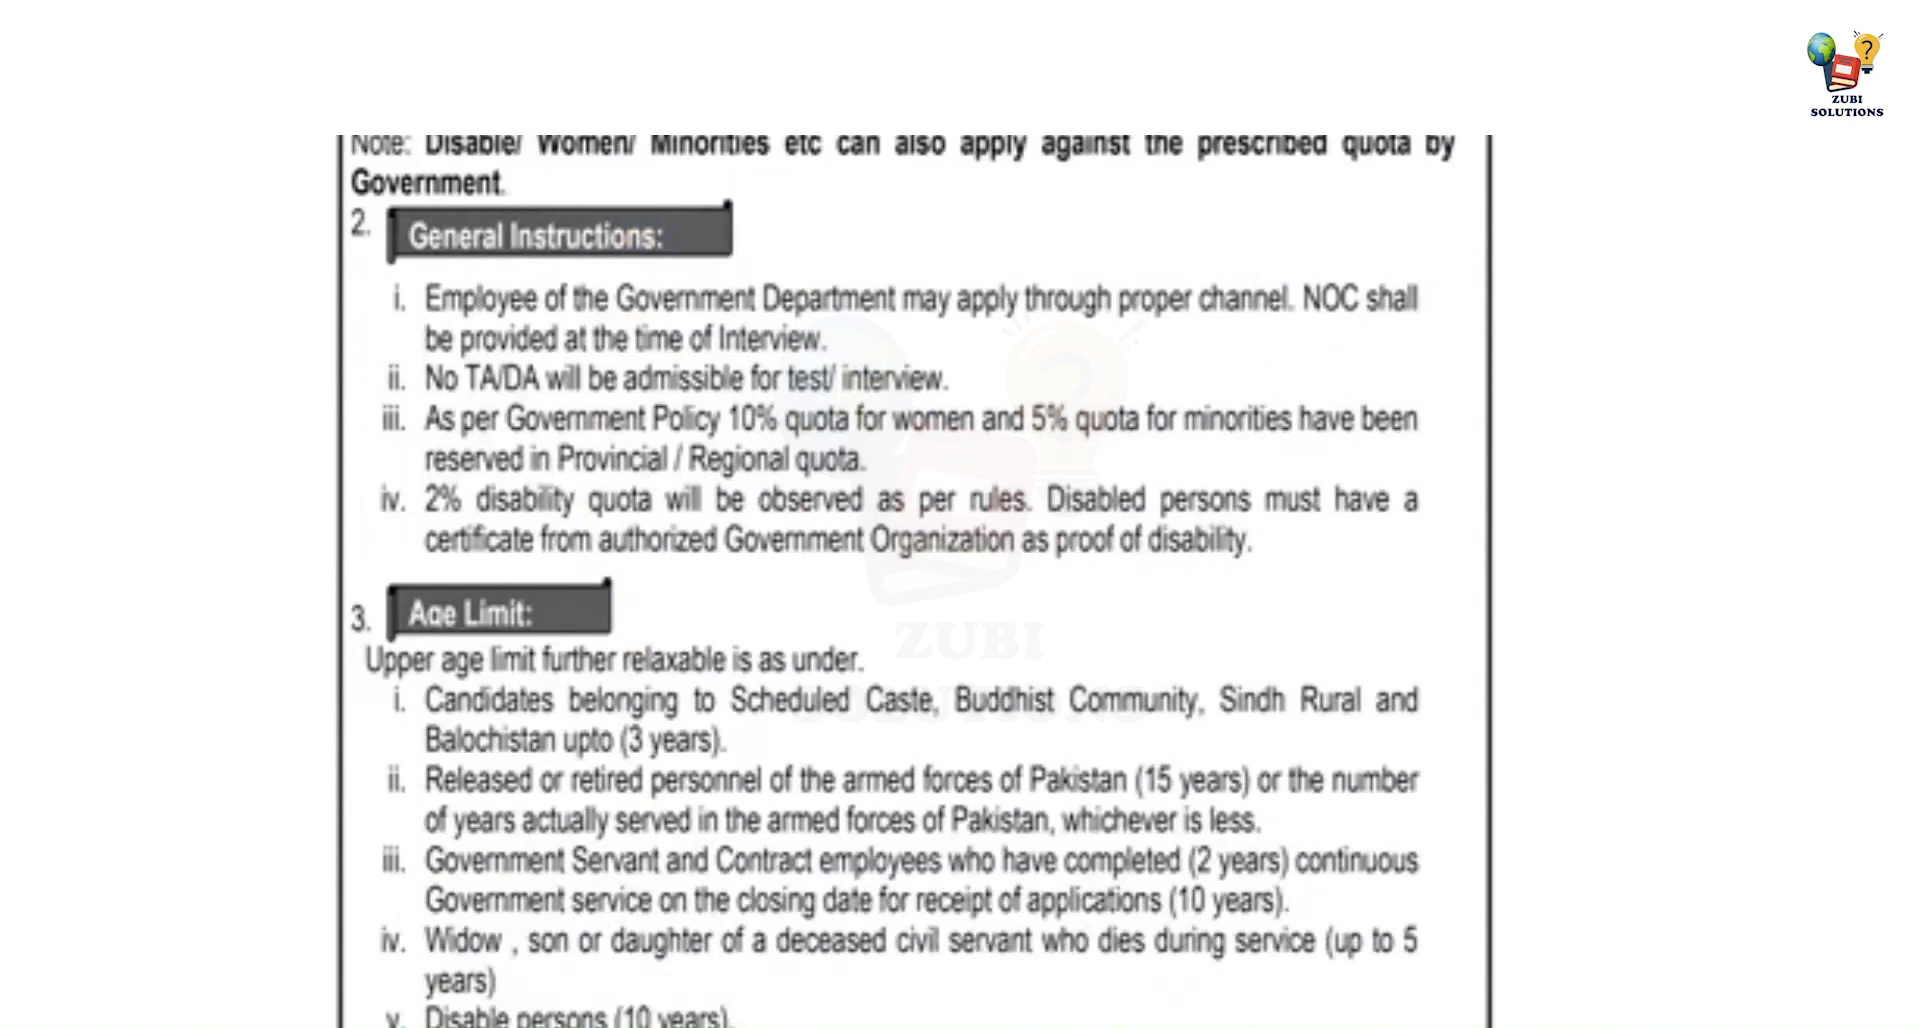 ZUBI
SOLUTIONS
Note: Disable/ Women/ Minorities etc can also apply against the prescribed quota by
Government.
2. General Instructions:
i. Employee of the Government Department may apply through proper channel. NOC shall
be provided at the time of Interview.
ii. No TA/DA will be admissible for test/ interview.
iii. As per Government Policy 10% quota for women and 5% quota for minorities have been
reserved in Provincial / Regional quota.
iv. 2% disability quota will be observed as per rules. Disabled persons must have a
certificate from authorized Government Organization as proof of disability.
3. Age Limit:
Upper age limit further relaxable is as under.
i. Candidates belonging to Scheduled Caste, Buddhist Community, Sindh Rural and
Balochistan upto (3 years).
ii. Released or retired personnel of the armed forces of Pakistan (15 years) or the number
of years actually served in the armed forces of Pakistan, whichever is less.
iii. Government Servant and Contract employees who have completed (2 years) continuous
Government service on the closing date for receipt of applications (10 years).
iv. Widow , son or daughter of a deceased civil servant who dies during service (up to 5
years)
v. Disable persons (10 years).
ZUBI
SOLUTIONS